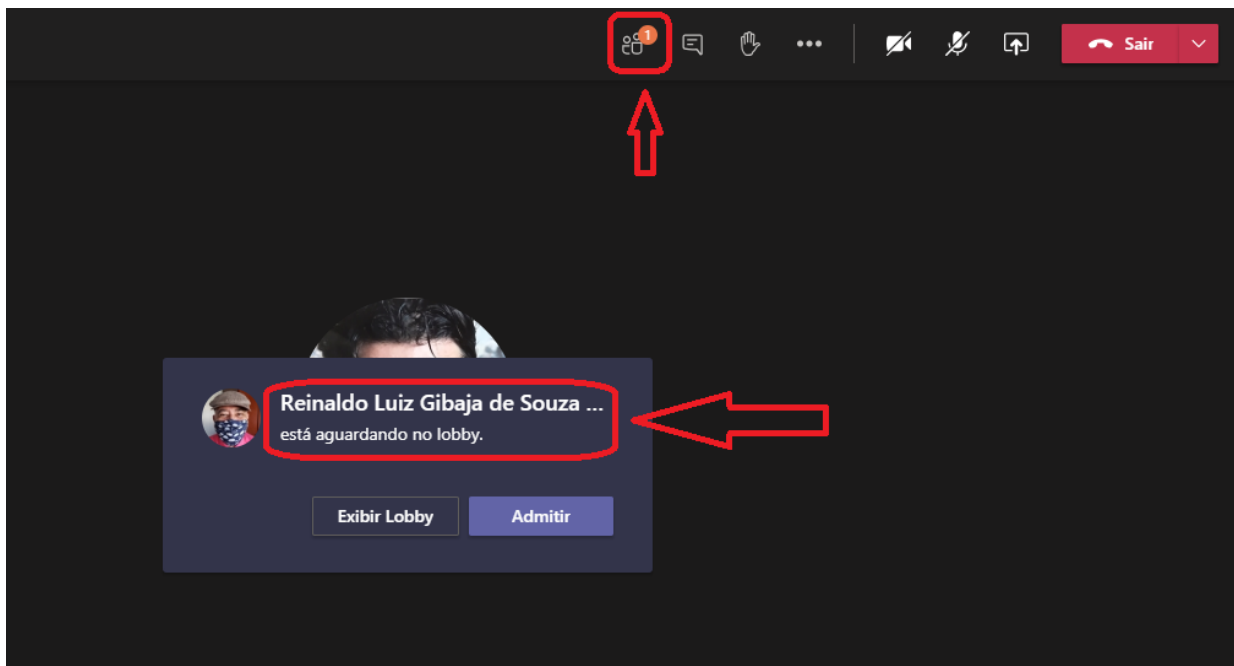 1
Sair
Reinaldo Luiz Gibaja de Souza ...
está aguardando no lobby.
Exibir Lobby
Admitir